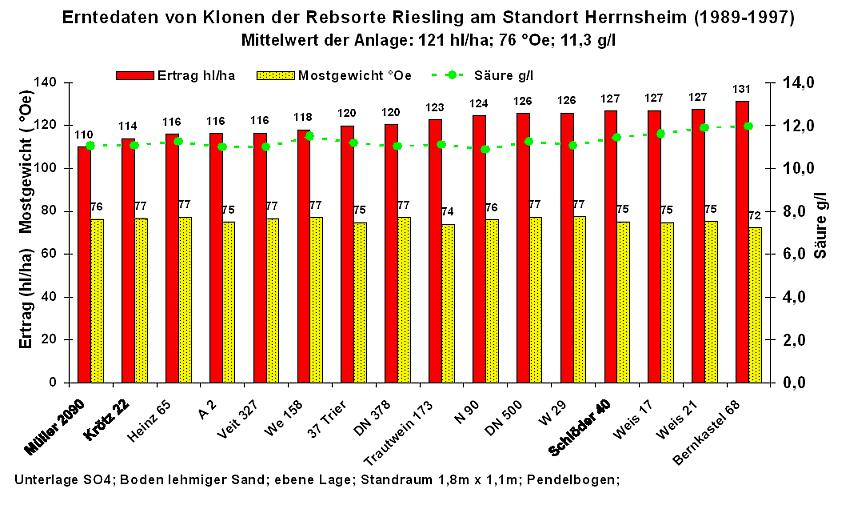 Erntedaten von Klonen der Rebsorte Riesling am Standort Herrnsheim (1989-1997)
Mittelwert der Anlage: 121 hl/ha; 76 °Oe; 11,3 g/l
Ertrag hl/ha Mostgewicht °Oe Säure g/l
Ertrag (hl/ha) Mostgewicht ( °Oe)
140
120
100
80
60
40
20
0
110 114 116 116 116 118 120 120 123 124 126 126 127 127 127 131
76 77 77 75 77 77 75 77 74 76 77 77 75 75 75 72
14,0
12,0
10,0
8,0
6,0
4,0
2,0
0,0
Säure g/l
Müller 2090
Krötz 22
Heinz 65
A 2
Veit 327
We 158
37 Trier
DN 378
Trautwein 173
N 90
DN 500
W 29
Schlöder 40
Weis 17
Weis 21
Bernkastel 68
Unterlage SO4; Boden lehmiger Sand; ebene Lage; Standraum 1,8m x 1,1m; Pendelbogen;